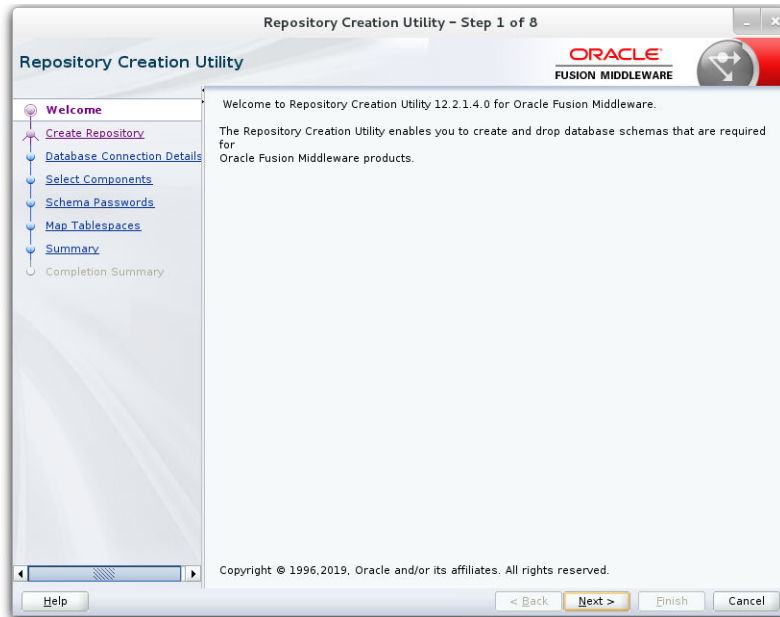 Repository Creation Utility – Step 1 of 8
Repository Creation Utility
ORACLE
FUSION MIDDLEWARE
Welcome
Create Repository
Database Connection Details
Select Components
Schema Passwords
Map Tablespaces
Summary
Completion Summary
Welcome to Repository Creation Utility 12.2.1.4.0 for Oracle Fusion Middleware.
The Repository Creation Utility enables you to create and drop database schemas that are required
for
Oracle Fusion Middleware products.
Copyright © 1996,2019, Oracle and/or its affiliates. All rights reserved.
Help
< Back
Next >
Finish
Cancel